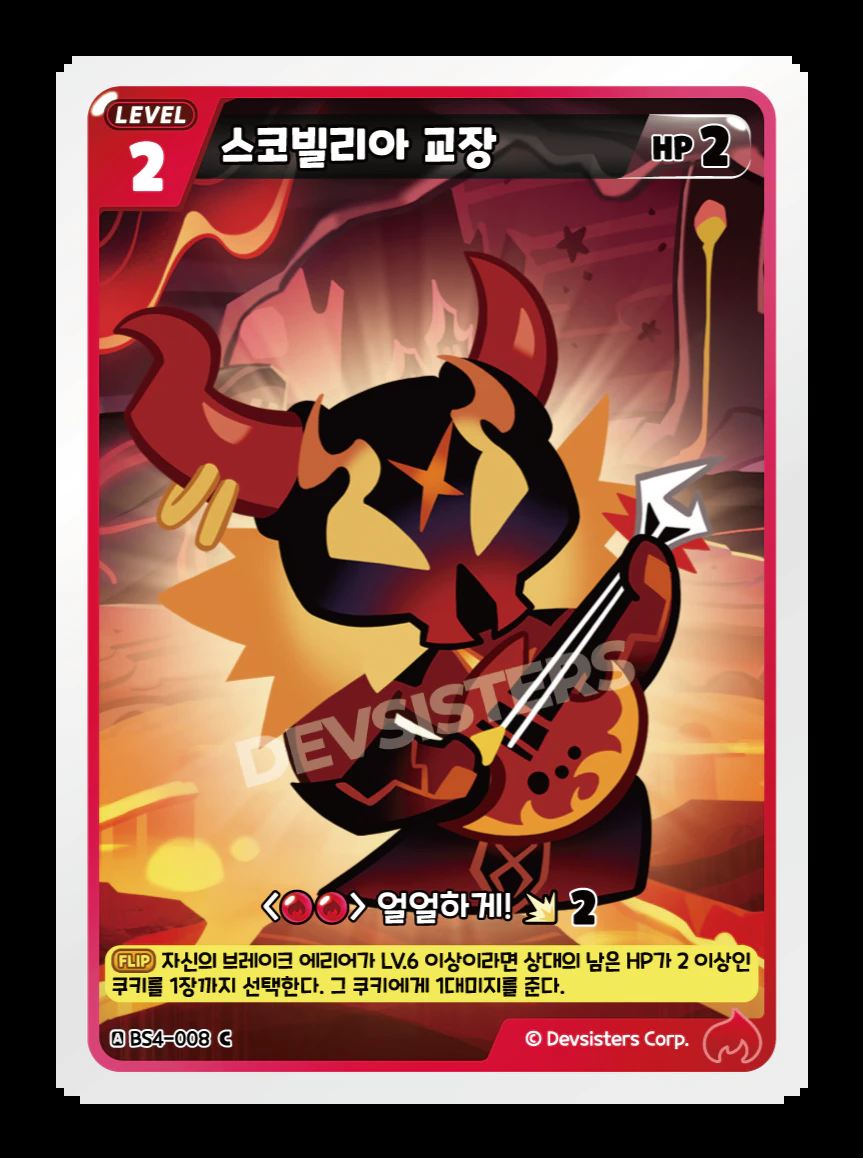 LEVEL
2
스코빌리아 교장
HP 2
DEVSISTERS
< > 얼얼하게! 2
FLIP 자신의 브레이크 에리어가 LV.6 이상이라면 상대의 남은 HP가 2 이상인
쿠키를 1장까지 선택한다. 그 쿠키에게 1대미지를 준다.
A BS4-008 C
© Devsisters Corp.